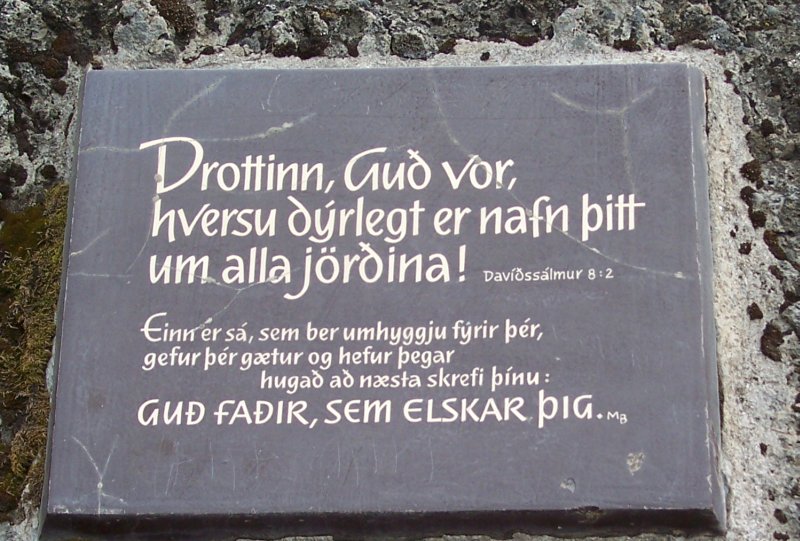 Drottinn, Guð vor,
hversu dýrlegt er nafn þitt
um alla jörðina! Davíðssálmur 8:2
Einn er sá, sem ber umhyggju fyrir þér,
gefur þér gætur og hefur þegar
hugað að næsta skrefi þínu:
GUÐ FAÐIR, SEM ELSKAR ÞIG. MB